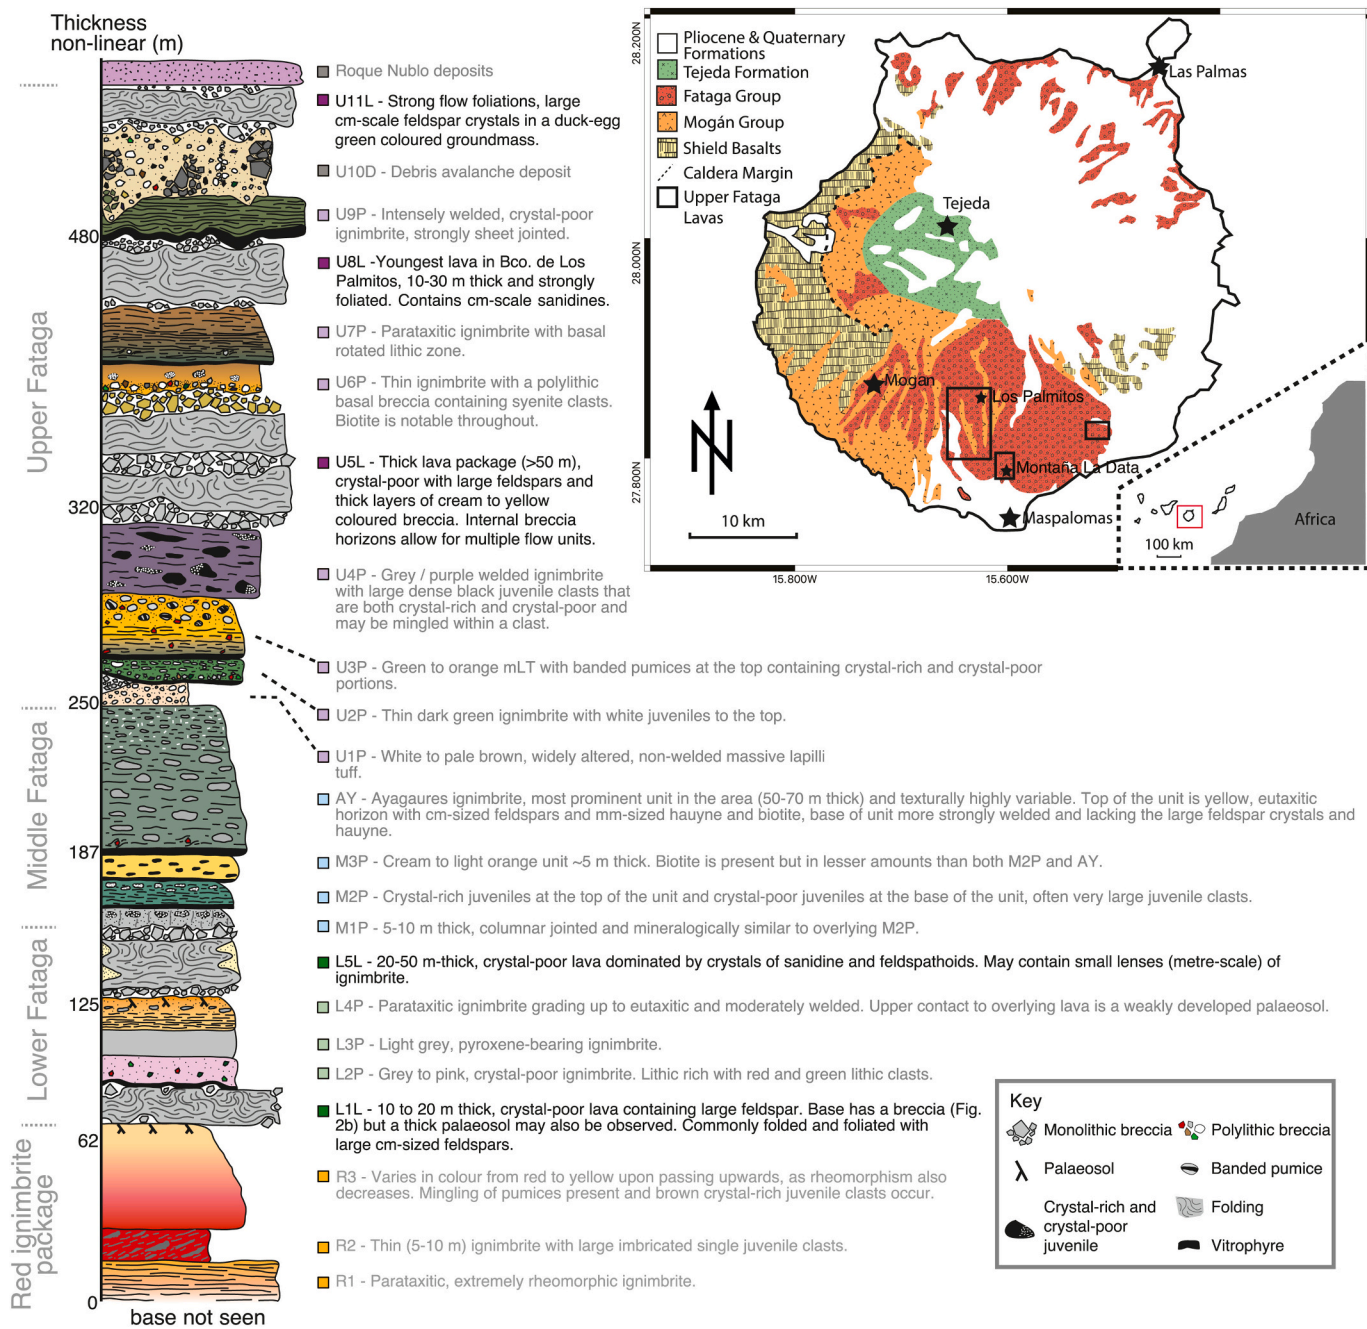 Thickness
non-linear (m)
Upper Fataga
Middle Fataga
Lower Fataga
Red ignimbrite
package
480
320
250
187
125
62
0
base not seen
Roque Nublo deposits
U11L - Strong flow foliations, large
cm-scale feldspar crystals in a duck-egg
green coloured groundmass.
U10D - Debris avalanche deposit
U9P - Intensely welded, crystal-poor
ignimbrite, strongly sheet jointed.
U8L -Youngest lava in Bco. de Los
Palmitos, 10-30 m thick and strongly
foliated. Contains cm-scale sanidines.
U7P - Parataxitic ignimbrite with basal
rotated lithic zone.
U6P - Thin ignimbrite with a polylithic
basal breccia containing syenite clasts.
Biotite is notable throughout.
U5L - Thick lava package (>50 m),
crystal-poor with large feldspars and
thick layers of cream to yellow
coloured breccia. Internal breccia
horizons allow for multiple flow units.
U4P - Grey / purple welded ignimbrite
with large dense black juvenile clasts that
are both crystal-rich and crystal-poor and
may be mingled within a clast.
U3P - Green to orange mLT with banded pumices at the top containing crystal-rich and crystal-poor
portions.
U2P - Thin dark green ignimbrite with white juveniles to the top.
U1P - White to pale brown, widely altered, non-welded massive lapilli
tuff.
AY - Ayagaures ignimbrite, most prominent unit in the area (50-70 m thick) and texturally highly variable. Top of the unit is yellow, eutaxitic
horizon with cm-sized feldspars and mm-sized hauyne and biotite, base of unit more strongly welded and lacking the large feldspar crystals and
hauyne.
M3P - Cream to light orange unit ~5 m thick. Biotite is present but in lesser amounts than both M2P and AY.
M2P - Crystal-rich juveniles at the top of the unit and crystal-poor juveniles at the base of the unit, often very large juvenile clasts.
M1P - 5-10 m thick, columnar jointed and mineralogically similar to overlying M2P.
L5L - 20-50 m-thick, crystal-poor lava dominated by crystals of sanidine and feldspathoids. May contain small lenses (metre-scale) of
ignimbrite.
L4P - Parataxitic ignimbrite grading up to eutaxitic and moderately welded. Upper contact to overlying lava is a weakly developed palaeosol.
L3P - Light grey, pyroxene-bearing ignimbrite.
L2P - Grey to pink, crystal-poor ignimbrite. Lithic rich with red and green lithic clasts.
L1L - 10 to 20 m thick, crystal-poor lava containing large feldspar. Base has a breccia (Fig.
2b) but a thick palaeosol may also be observed. Commonly folded and foliated with
large cm-sized feldspars.
R3 - Varies in colour from red to yellow upon passing upwards, as rheomorphism also
decreases. Mingling of pumices present and brown crystal-rich juvenile clasts occur.
R2 - Thin (5-10 m) ignimbrite with large imbricated single juvenile clasts.
R1 - Parataxitic, extremely rheomorphic ignimbrite.
Pliocene & Quaternary
Formations
Tejeda Formation
Fataga Group
Mogán Group
Shield Basalts
Caldera Margin
Upper Fataga
Lavas
28.200N
28.000N
27.800N
15.800W
15.600W
Las Palmas
Tejeda
Mogan
Los Palmitos
Montaña La Data
Maspalomas
N
10 km
100 km
Africa
Key
Monolithic breccia
Polylithic breccia
Palaeosol
Banded pumice
Crystal-rich and
crystal-poor
juvenile
Folding
Vitrophyre